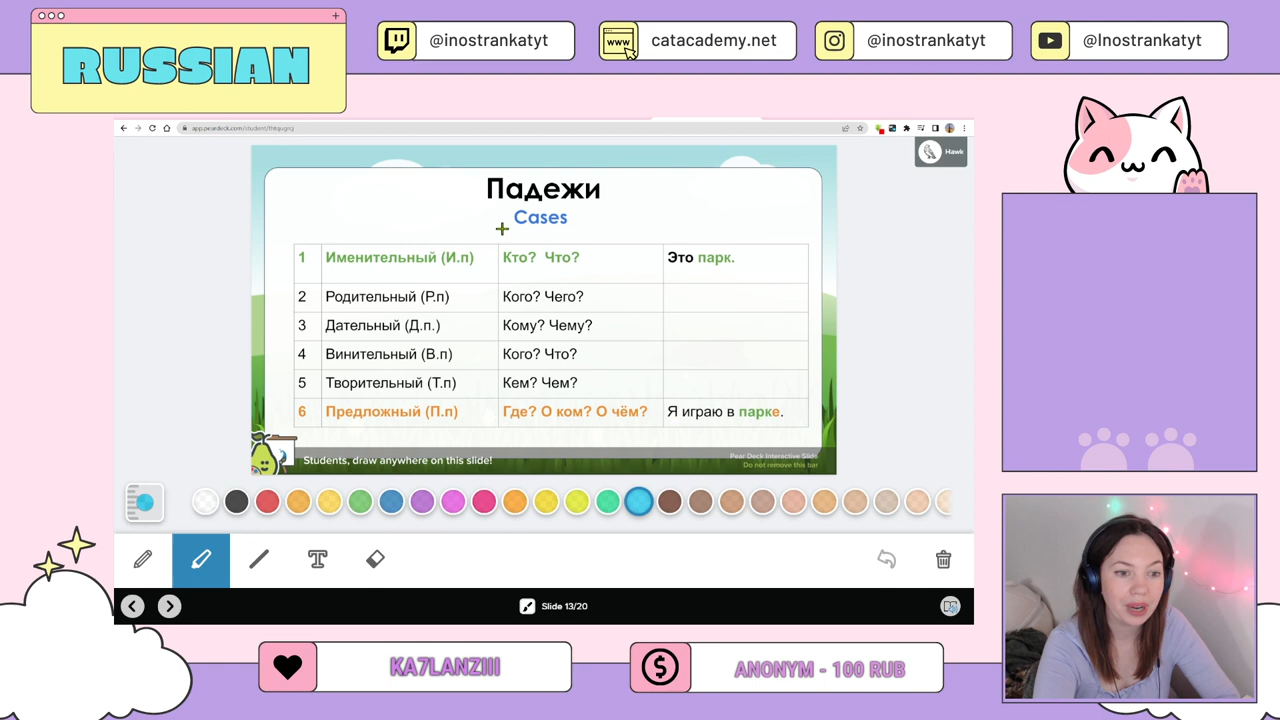 RUSSIAN
@inostrankatyt
www
catacademy.net
@inostrankatyt
@Inostrankatyt
Hawk
Падежи
Cases
1 Именительный (И.п) Кто? Что? Это парк.
2 Родительный (Р.п) Кого? Чего?
3 Дательный (Д.п.) Кому? Чему?
4 Винительный (В.п) Кого? Что?
5 Творительный (Т.п) Кем? Чем?
6 Предложный (П.п) Где? О ком? О чём? Я играю в парке.
Students, draw anywhere on this slide!
Pear Deck Interactive Slide
Do not remove this bar
T
Slide 13/20
KA7LANZIII
$
ANONYM - 100 RUB